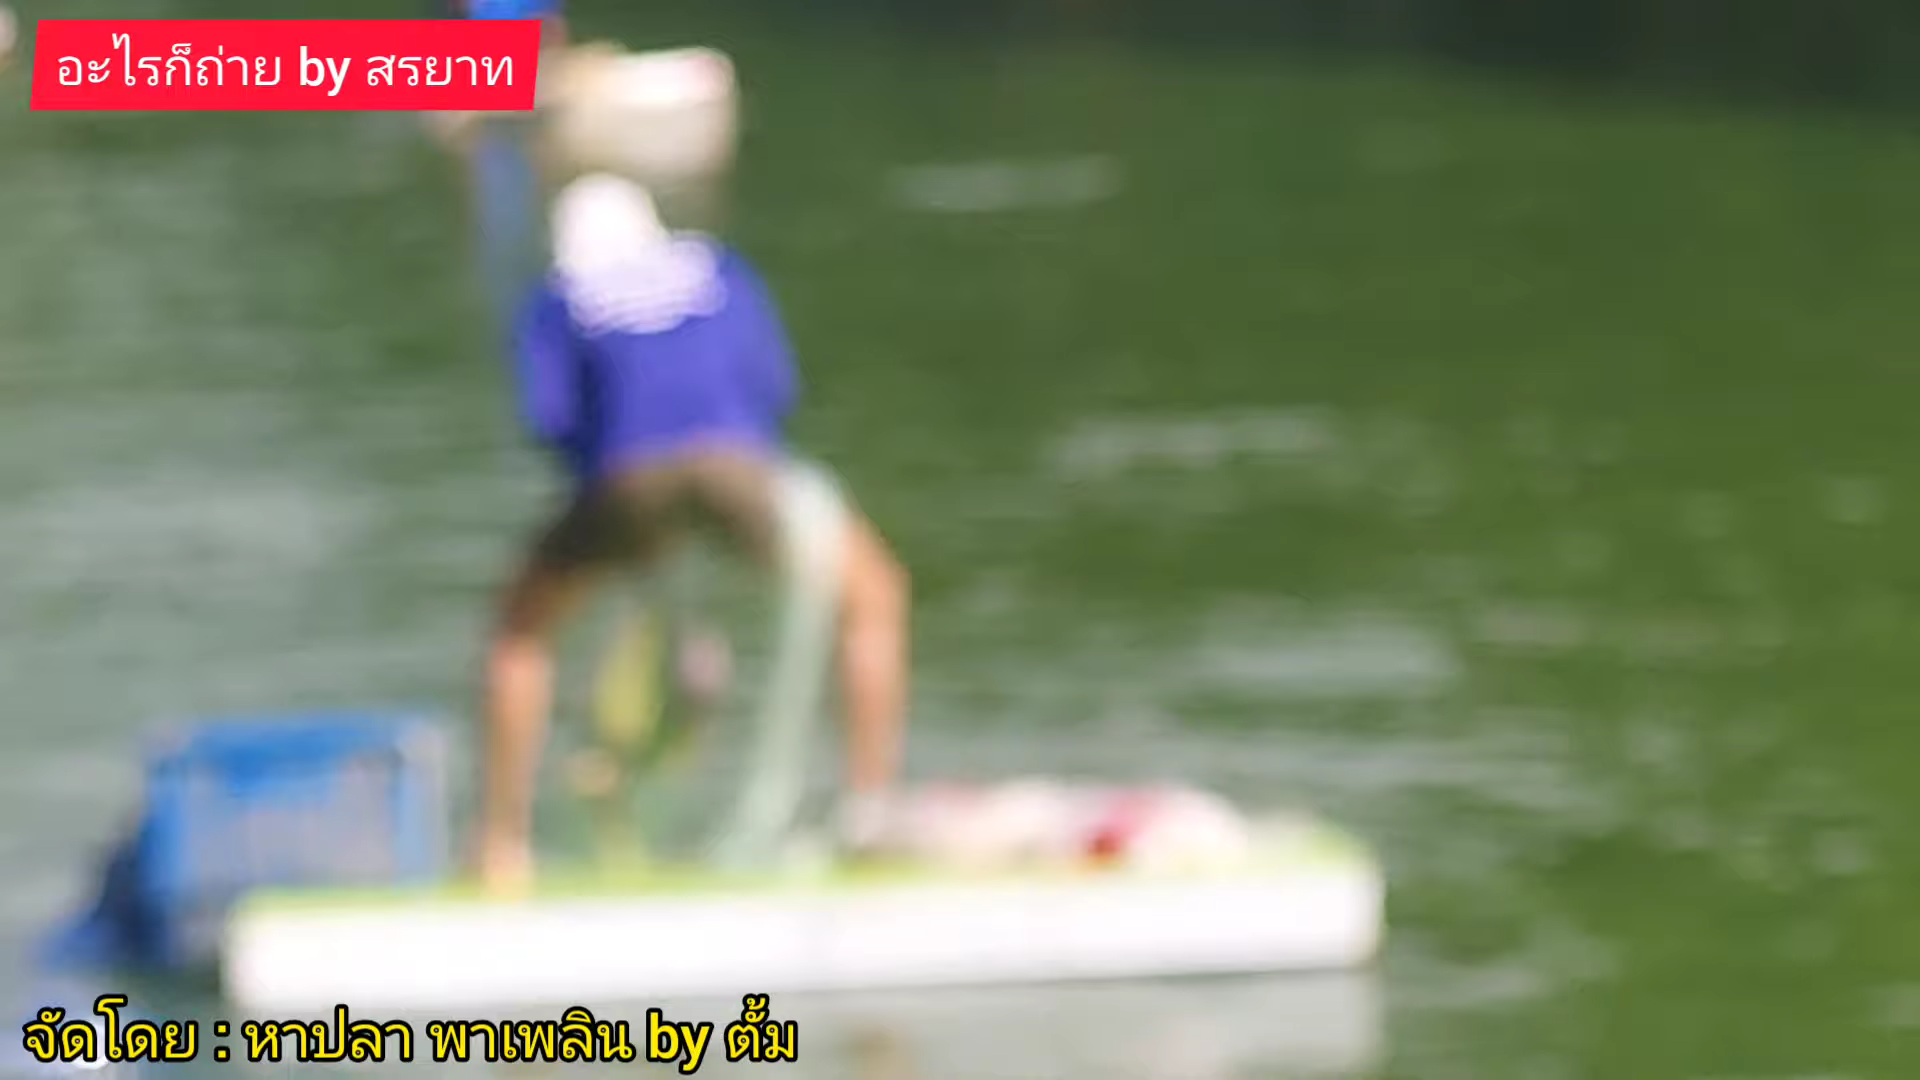 อะไรก็ถ่าย by สรยาท
จัดโดย : หาปลา พาเพลิน by ตั้ม